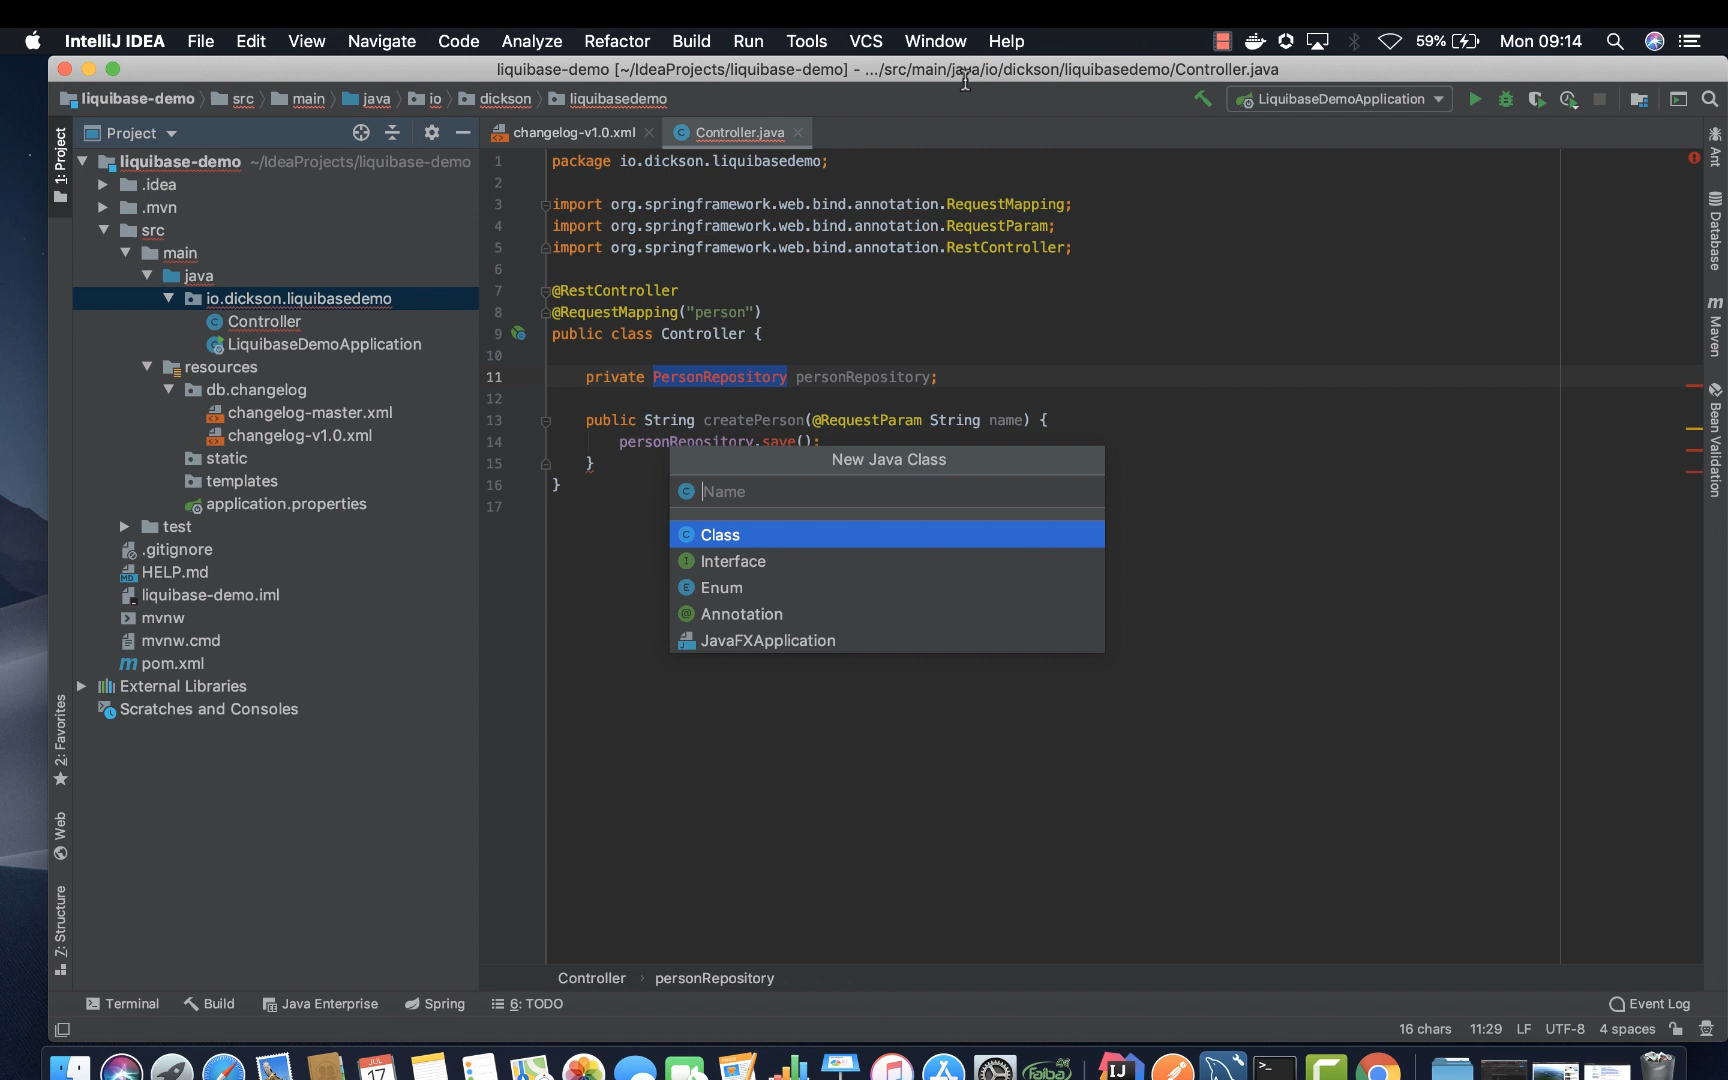 IntelliJ IDEA File Edit View Navigate Code Analyze Refactor Build Run Tools VCS Window Help 59% Mon 09:14
liquibase-demo [~/IdeaProjects/liquibase-demo] - .../src/main/java/io/dickson/liquibasedemo/Controller.java
liquibase-demo src main java io dickson liquibasedemo LiquibaseDemoApplication
Project changelog-v1.0.xml Controller.java
liquibase-demo ~/IdeaProjects/liquibase-demo
.idea
.mvn
src
main
java
io.dickson.liquibasedemo
Controller
LiquibaseDemoApplication
resources
db.changelog
changelog-master.xml
changelog-v1.0.xml
static
templates
application.properties
test
.gitignore
HELP.md
liquibase-demo.iml
mvnw
mvnw.cmd
pom.xml
External Libraries
Scratches and Consoles
1: Project
2: Favorites
Web
Z: Structure
1 package io.dickson.liquibasedemo;
2
3 import org.springframework.web.bind.annotation.RequestMapping;
4 import org.springframework.web.bind.annotation.RequestParam;
5 import org.springframework.web.bind.annotation.RestController;
6
7 @RestController
8 @RequestMapping("person")
9 public class Controller {
10
11 private PersonRepository personRepository;
12
13 public String createPerson(@RequestParam String name) {
14 personRepository.save();
15 }
16 }
17
New Java Class
Name
Class
Interface
Enum
Annotation
JavaFXApplication
Ant
Database
Maven
Bean Validation
Controller personRepository
Terminal Build Java Enterprise Spring 6: TODO Event Log
16 chars 11:29 LF UTF-8 4 spaces
JUL
17
IJ
faiba